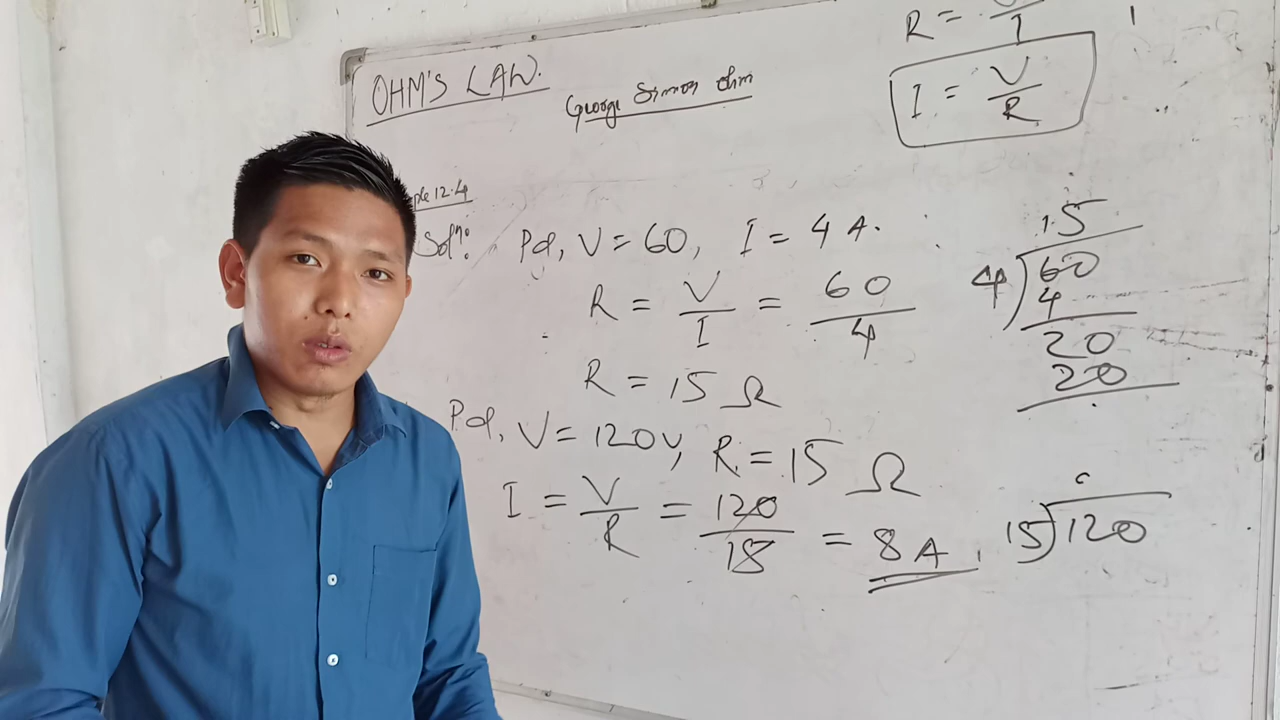 OHM'S LAW.
George Simon Ohm
R = V/I
I = V/R
ple 12.4
Solⁿ: Pd, V = 60, I = 4 A.
R = V/I = 60/4
R = 15 Ω
15
4)60
4
20
20
Pd, V = 120V, R = 15 Ω
I = V/R = 120/15 = 8 A
15)120